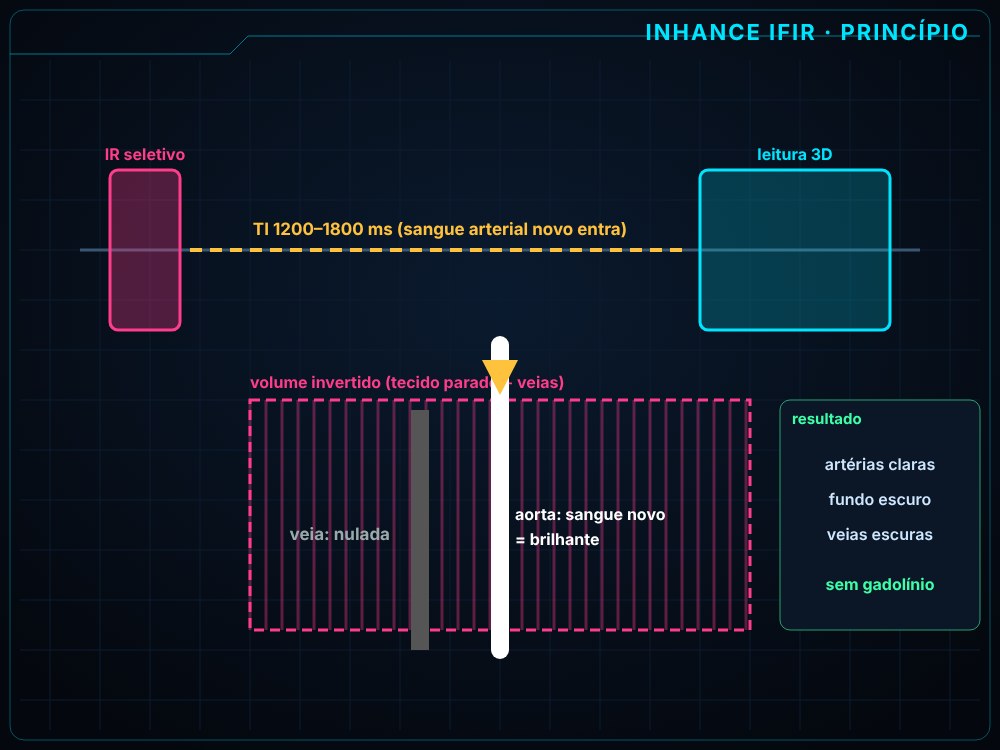 INHANCE IFIR · PRINCÍPIO
IR seletivo
leitura 3D
TI 1200–1800 ms (sangue arterial novo entra)
volume invertido (tecido parado + veias)
resultado
artérias claras
fundo escuro
veias escuras
sem gadolínio
aorta: sangue novo
= brilhante
veia: nulada